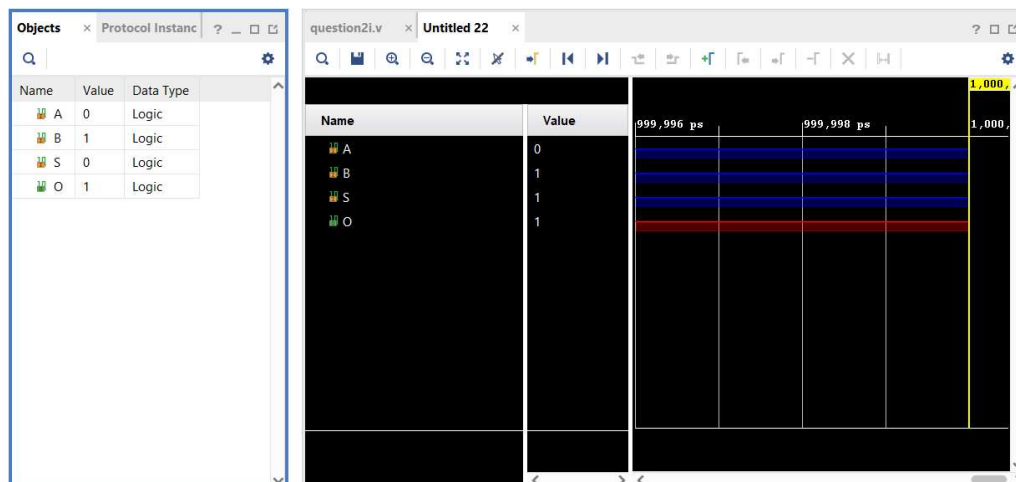 Objects × Protocol Instanc ? _
Name Value Data Type
A 0 Logic
B 1 Logic
S 0 Logic
O 1 Logic
question2i.v × Untitled 22 × ?
Name Value
A 0
B 1
S 1
O 1
1,000,
999,996 ps 999,998 ps 1,000,